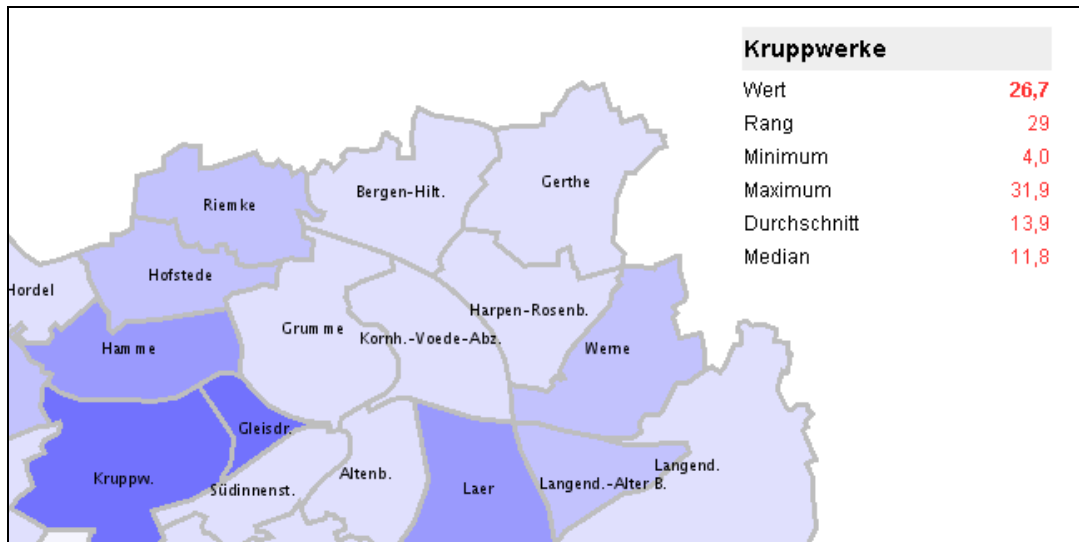 Kruppwerke
Wert 26,7
Rang 29
Minimum 4,0
Maximum 31,9
Durchschnitt 13,9
Median 11,8
Gerthe
Bergen-Hilt.
Riemke
Hofstede
Hordel
Harpen-Rosenb.
Grumme
Kornh.-Voede-Abz.
Hamme
Werne
Gleisdr.
Langend.
Altenb.
Kruppw.
Südinnenst.
Laer
Langend.-Alter B.